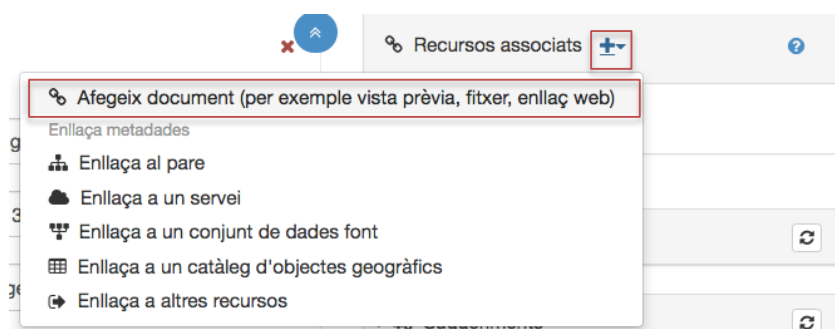 Recursos associats
Afegeix document (per exemple vista prèvia, fitxer, enllaç web)
Enllaça metadades
Enllaça al pare
Enllaça a un servei
Enllaça a un conjunt de dades font
Enllaça a un catàleg d'objectes geogràfics
Enllaça a altres recursos